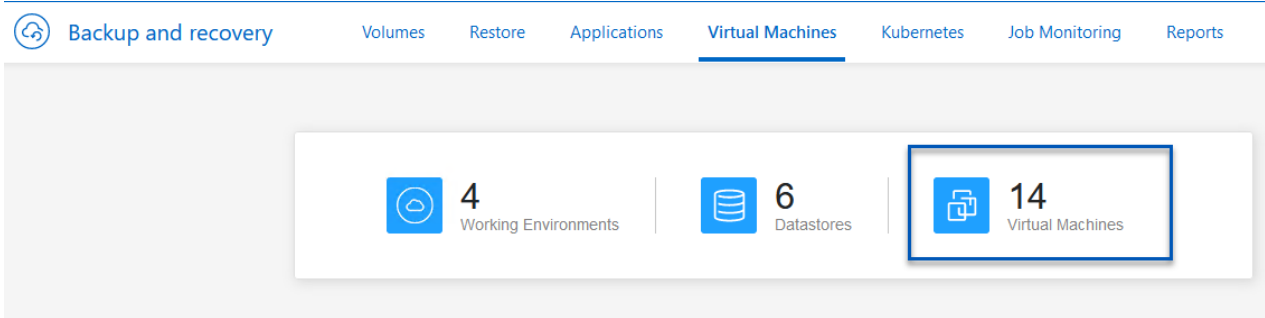 Backup and recovery Volumes Restore Applications Virtual Machines Kubernetes Job Monitoring Reports
4 6 14
Working Environments Datastores Virtual Machines